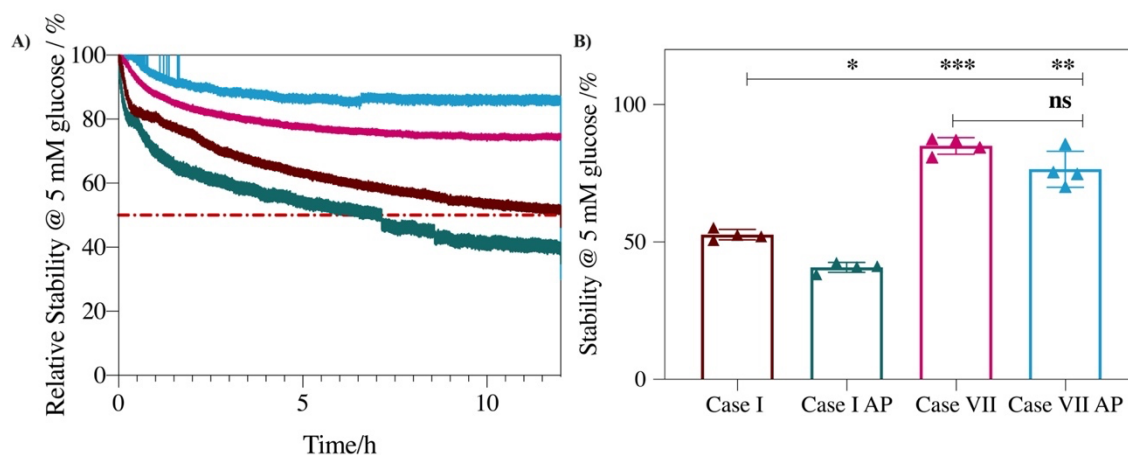 A)
Relative Stability @ 5 mM glucose / %
100
80
60
40
20
0
0
5
10
Time/h
B)
Stability @ 5 mM glucose /%
100
50
0
*
***
**
ns
Case I
Case I AP
Case VII
Case VII AP